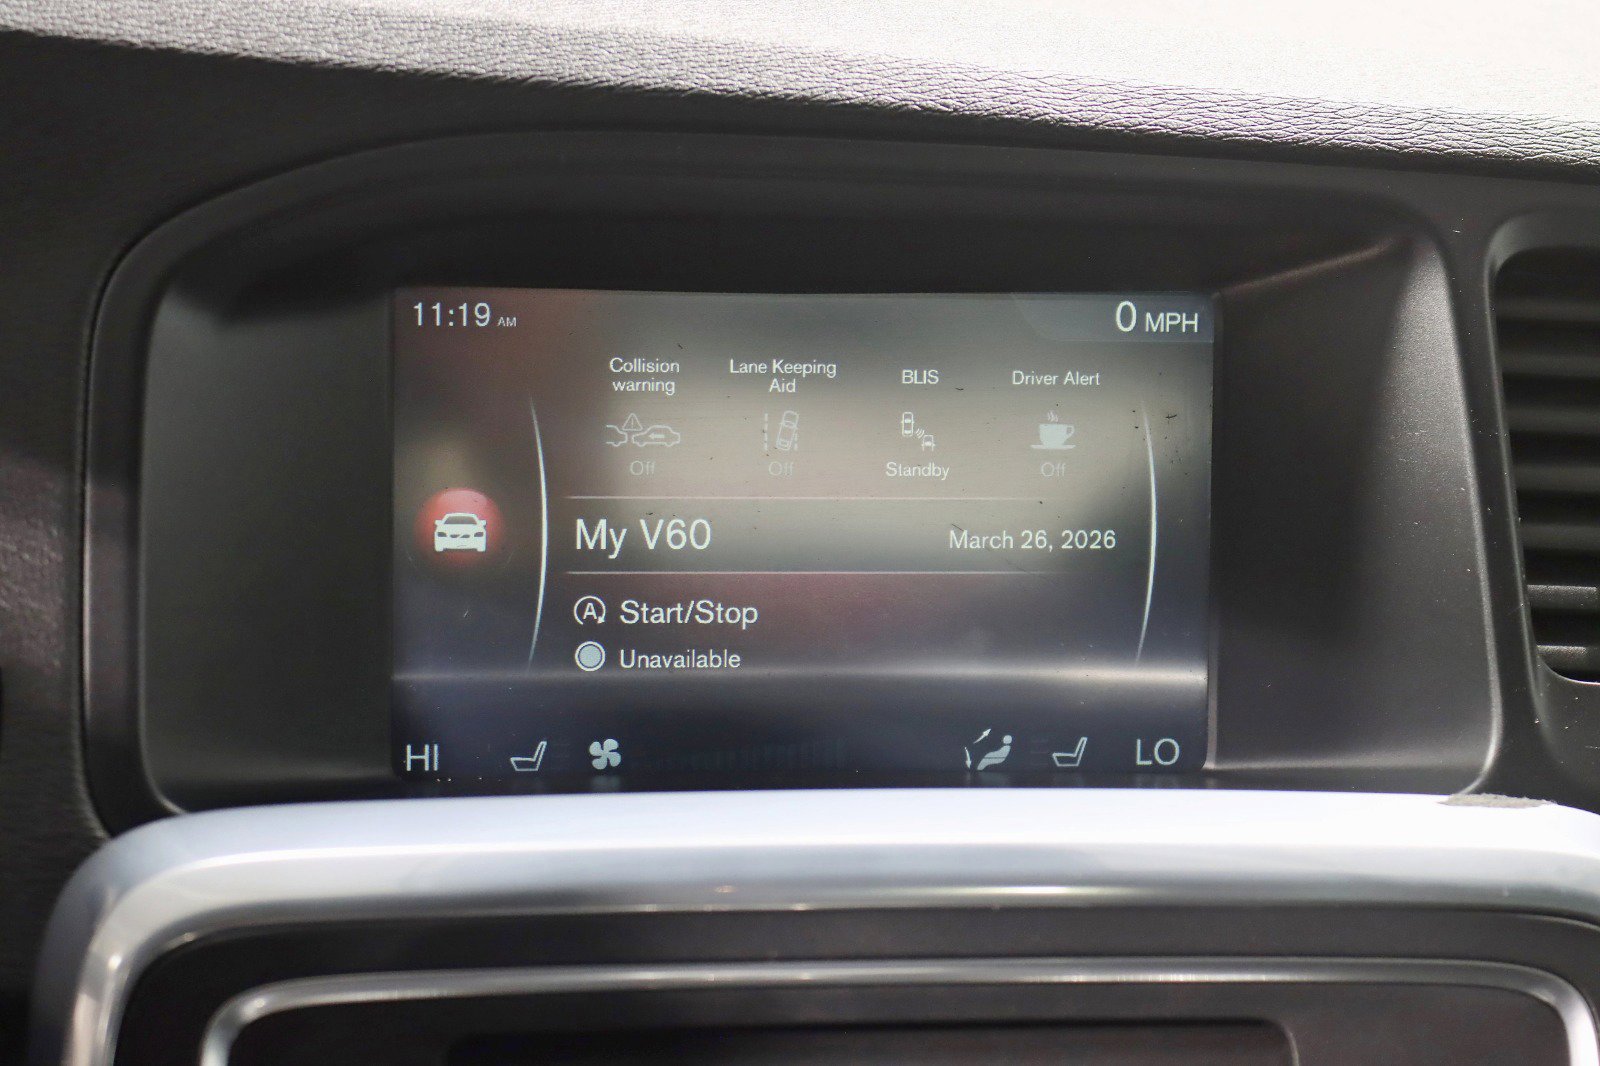 11:19 AM
0 MPH
Collision
warning
Lane Keeping
Aid
BLIS
Driver Alert
Off
Off
Standby
Off
My V60
March 26, 2026
A Start/Stop
Unavailable
HI
LO